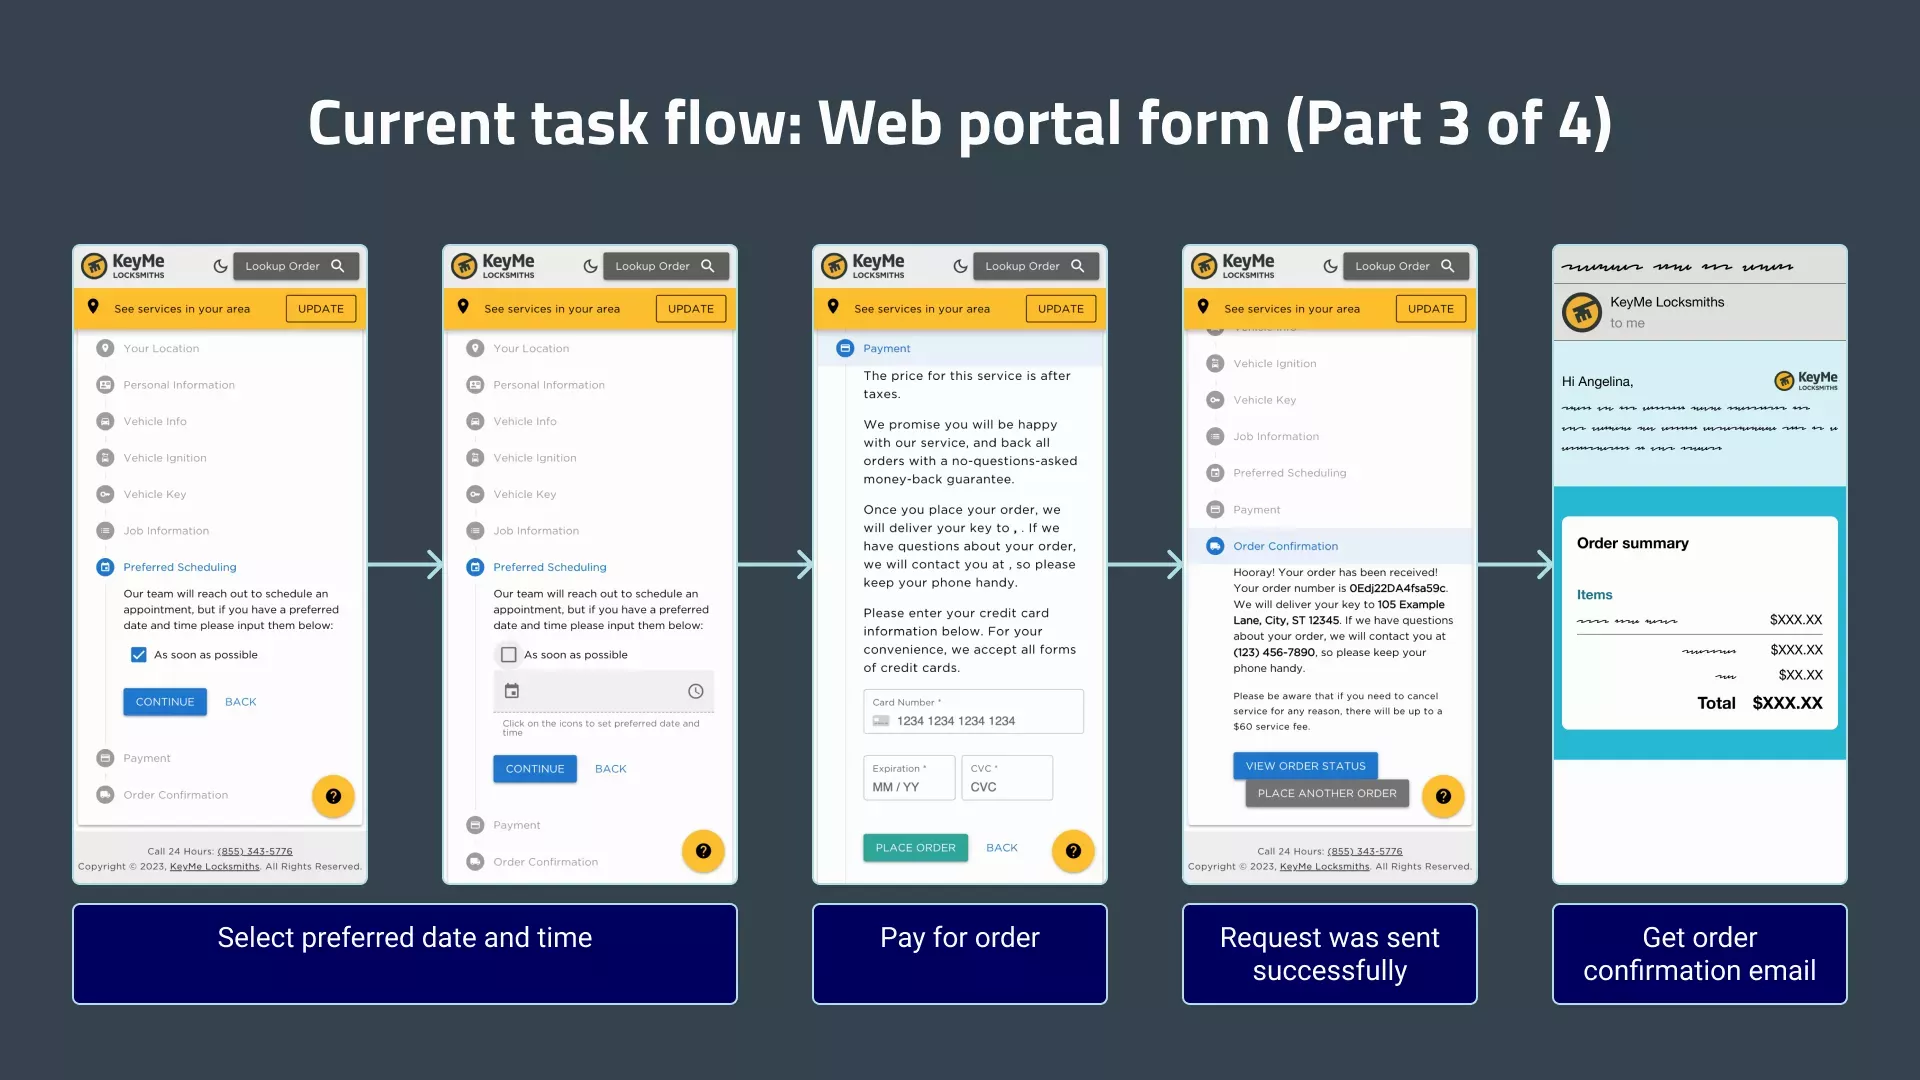 Current task flow: Web portal form (Part 3 of 4)
KeyMe
LOCKSMITHS
Lookup Order
See services in your area
UPDATE
Your Location
Personal Information
Vehicle Info
Vehicle Ignition
Vehicle Key
Job Information
Preferred Scheduling
Our team will reach out to schedule an
appointment, but if you have a preferred
date and time please input them below:
As soon as possible
CONTINUE
BACK
Payment
Order Confirmation
Call 24 Hours: (855) 343-5776
Copyright © 2023, KeyMe Locksmiths. All Rights Reserved.
KeyMe
LOCKSMITHS
Lookup Order
See services in your area
UPDATE
Your Location
Personal Information
Vehicle Info
Vehicle Ignition
Vehicle Key
Job Information
Preferred Scheduling
Our team will reach out to schedule an
appointment, but if you have a preferred
date and time please input them below:
As soon as possible
Click on the icons to set preferred date and
time
CONTINUE
BACK
Payment
Order Confirmation
Select preferred date and time
KeyMe
LOCKSMITHS
Lookup Order
See services in your area
UPDATE
Payment
The price for this service is after
taxes.
We promise you will be happy
with our service, and back all
orders with a no-questions-asked
money-back guarantee.
Once you place your order, we
will deliver your key to , . If we
have questions about your order,
we will contact you at , so please
keep your phone handy.
Please enter your credit card
information below. For your
convenience, we accept all forms
of credit cards.
Card Number *
1234 1234 1234 1234
Expiration *
MM / YY
CVC *
CVC
PLACE ORDER
BACK
Pay for order
KeyMe
LOCKSMITHS
Lookup Order
See services in your area
UPDATE
Vehicle Info
Vehicle Ignition
Vehicle Key
Job Information
Preferred Scheduling
Payment
Order Confirmation
Hooray! Your order has been received!
Your order number is 0Edj22DA4fsa59c.
We will deliver your key to 105 Example
Lane, City, ST 12345. If we have questions
about your order, we will contact you at
(123) 456-7890, so please keep your
phone handy.
Please be aware that if you need to cancel
service for any reason, there will be up to a
$60 service fee.
VIEW ORDER STATUS
PLACE ANOTHER ORDER
Call 24 Hours: (855) 343-5776
Copyright © 2023, KeyMe Locksmiths. All Rights Reserved.
Request was sent
successfully
KeyMe Locksmiths
to me
Hi Angelina,
KeyMe
LOCKSMITHS
Order summary
Items
$XXX.XX
$XXX.XX
$XX.XX
Total $XXX.XX
Get order
confirmation email